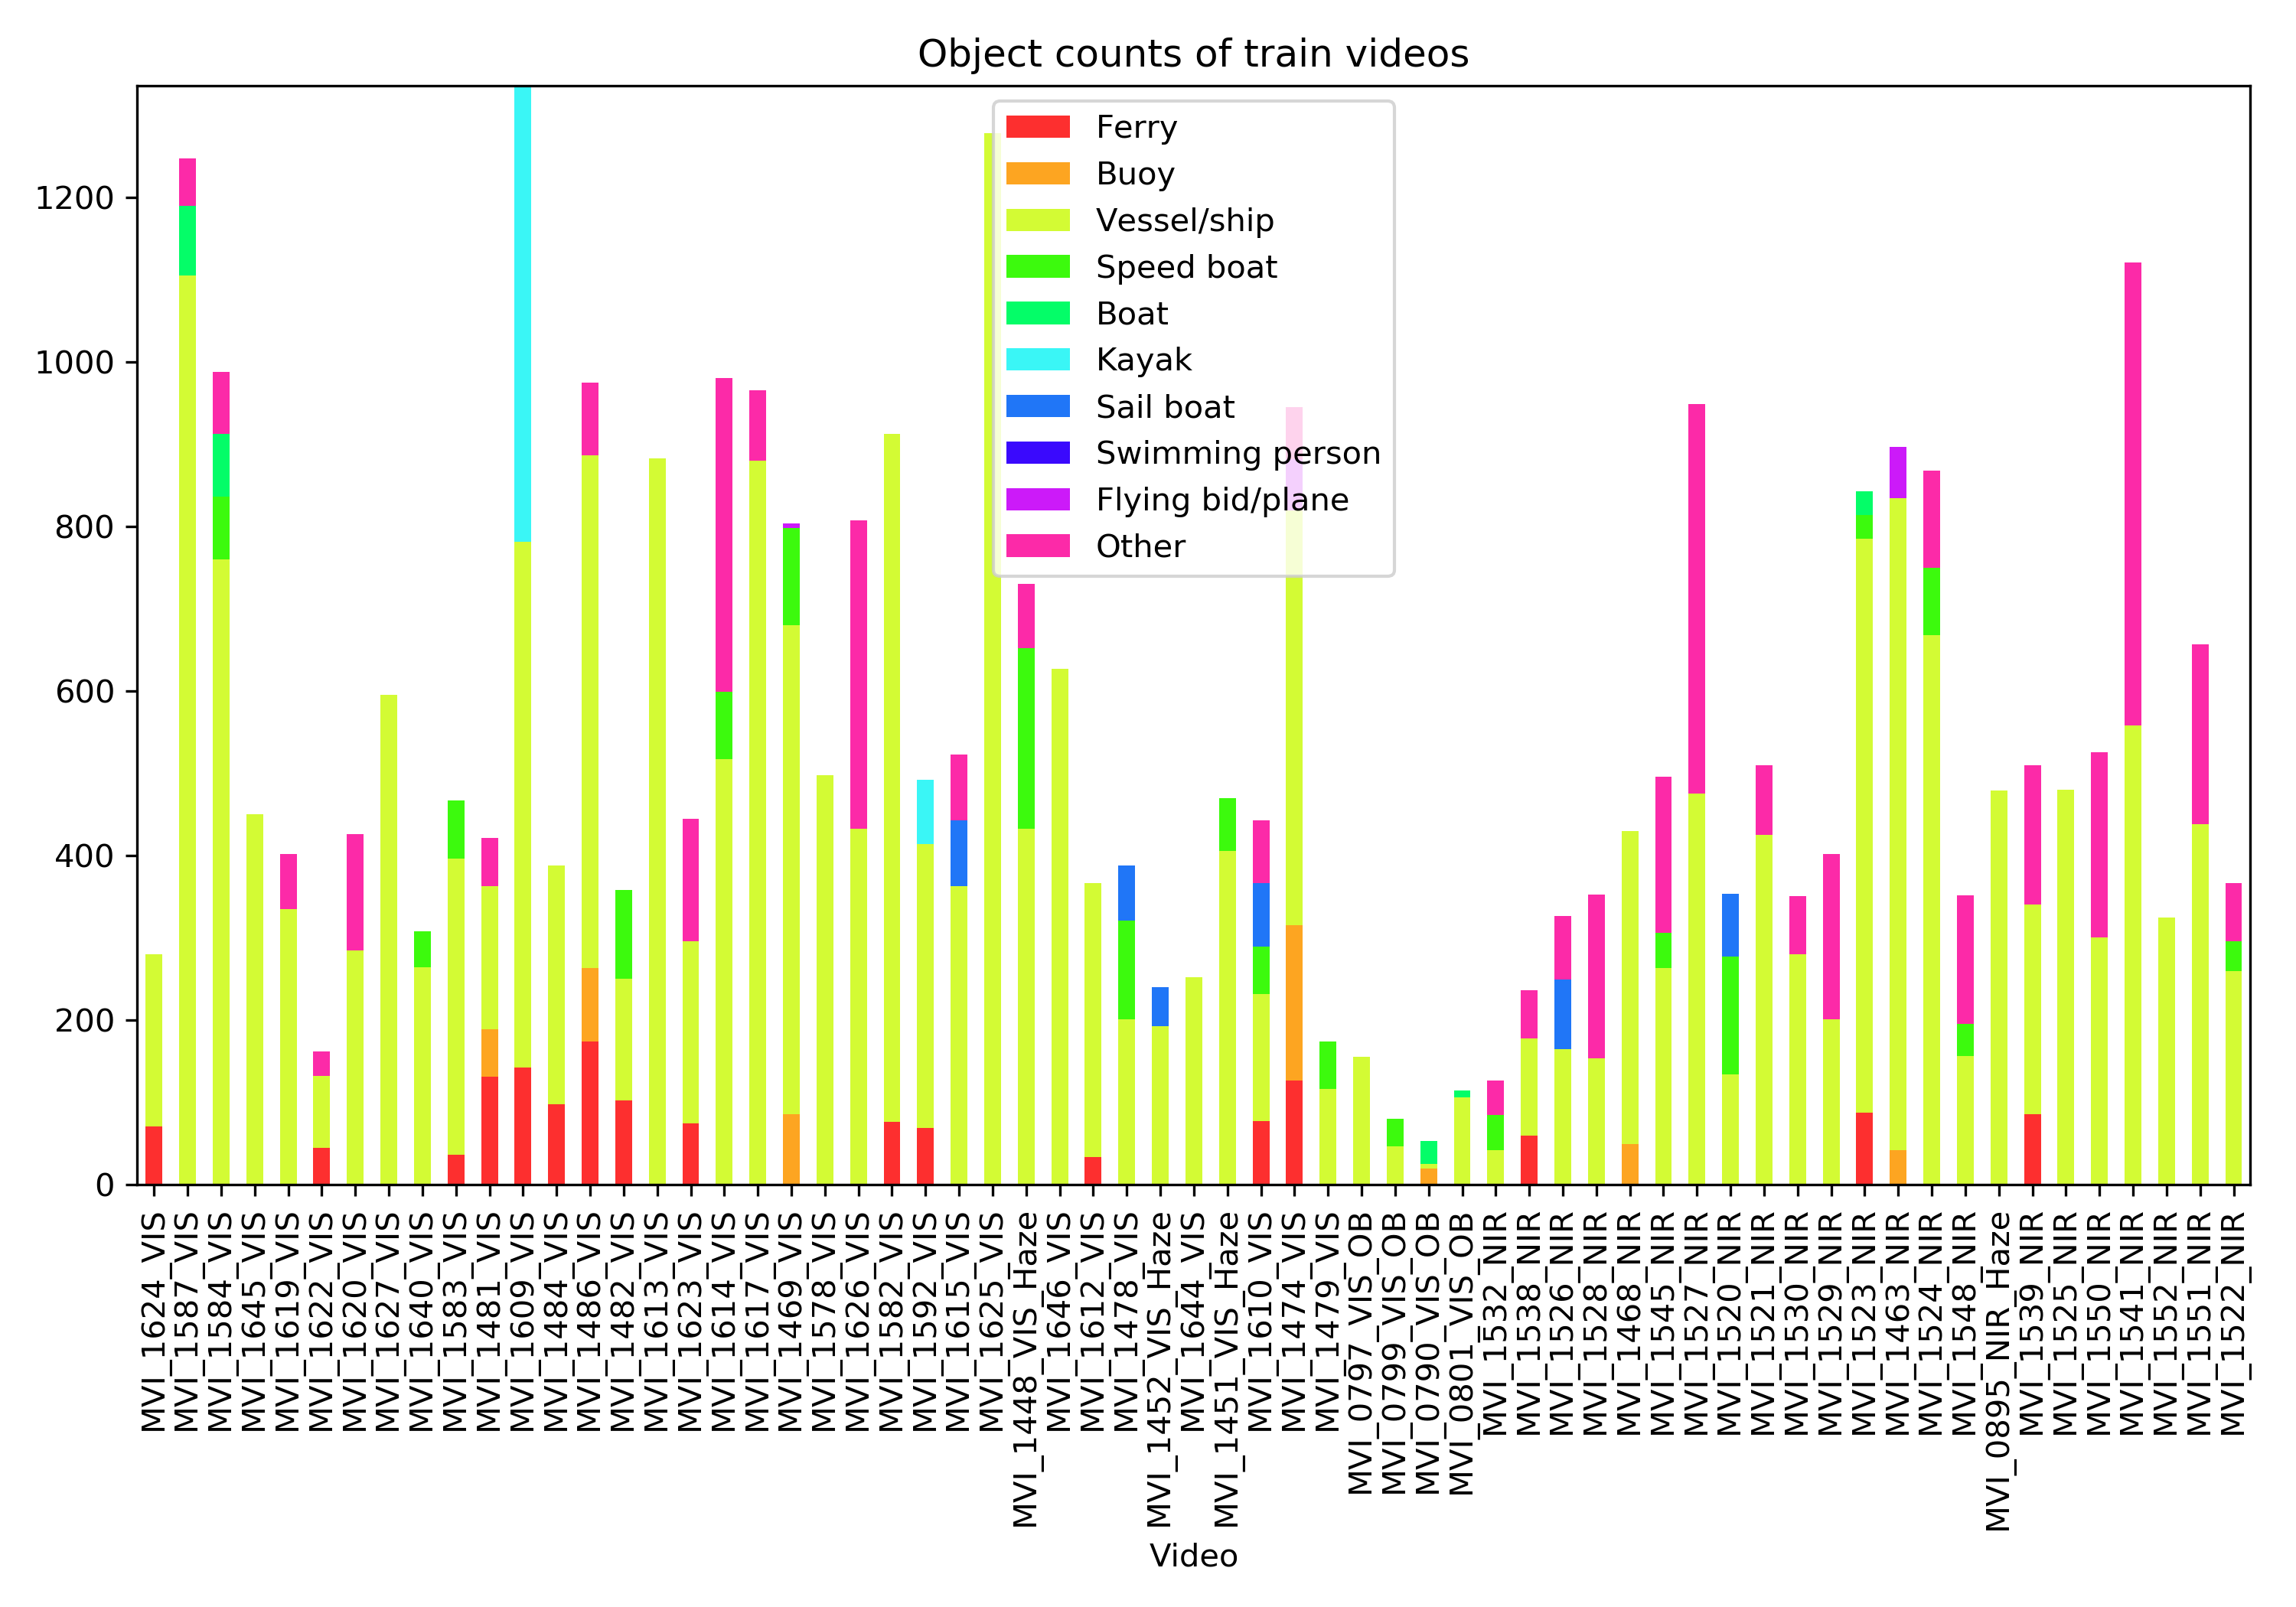 Object counts of train videos
1200
1000
800
600
400
200
0
Ferry
Buoy
Vessel/ship
Speed boat
Boat
Kayak
Sail boat
Swimming person
Flying bid/plane
Other
MVI_1624_VIS
MVI_1587_VIS
MVI_1584_VIS
MVI_1645_VIS
MVI_1619_VIS
MVI_1622_VIS
MVI_1620_VIS
MVI_1627_VIS
MVI_1640_VIS
MVI_1583_VIS
MVI_1481_VIS
MVI_1609_VIS
MVI_1484_VIS
MVI_1486_VIS
MVI_1482_VIS
MVI_1613_VIS
MVI_1623_VIS
MVI_1614_VIS
MVI_1617_VIS
MVI_1469_VIS
MVI_1578_VIS
MVI_1626_VIS
MVI_1582_VIS
MVI_1592_VIS
MVI_1615_VIS
MVI_1625_VIS
MVI_1448_VIS_Haze
MVI_1646_VIS
MVI_1612_VIS
MVI_1478_VIS
MVI_1452_VIS_Haze
MVI_1644_VIS
MVI_1451_VIS_Haze
MVI_1610_VIS
MVI_1474_VIS
MVI_1479_VIS
MVI_0797_VIS_OB
MVI_0799_VIS_OB
MVI_0790_VIS_OB
MVI_0801_VIS_OB
MVI_1532_NIR
MVI_1538_NIR
MVI_1526_NIR
MVI_1528_NIR
MVI_1468_NIR
MVI_1545_NIR
MVI_1527_NIR
MVI_1520_NIR
MVI_1521_NIR
MVI_1530_NIR
MVI_1529_NIR
MVI_1523_NIR
MVI_1463_NIR
MVI_1524_NIR
MVI_1548_NIR
MVI_0895_NIR_Haze
MVI_1539_NIR
MVI_1525_NIR
MVI_1550_NIR
MVI_1541_NIR
MVI_1552_NIR
MVI_1551_NIR
MVI_1522_NIR
Video